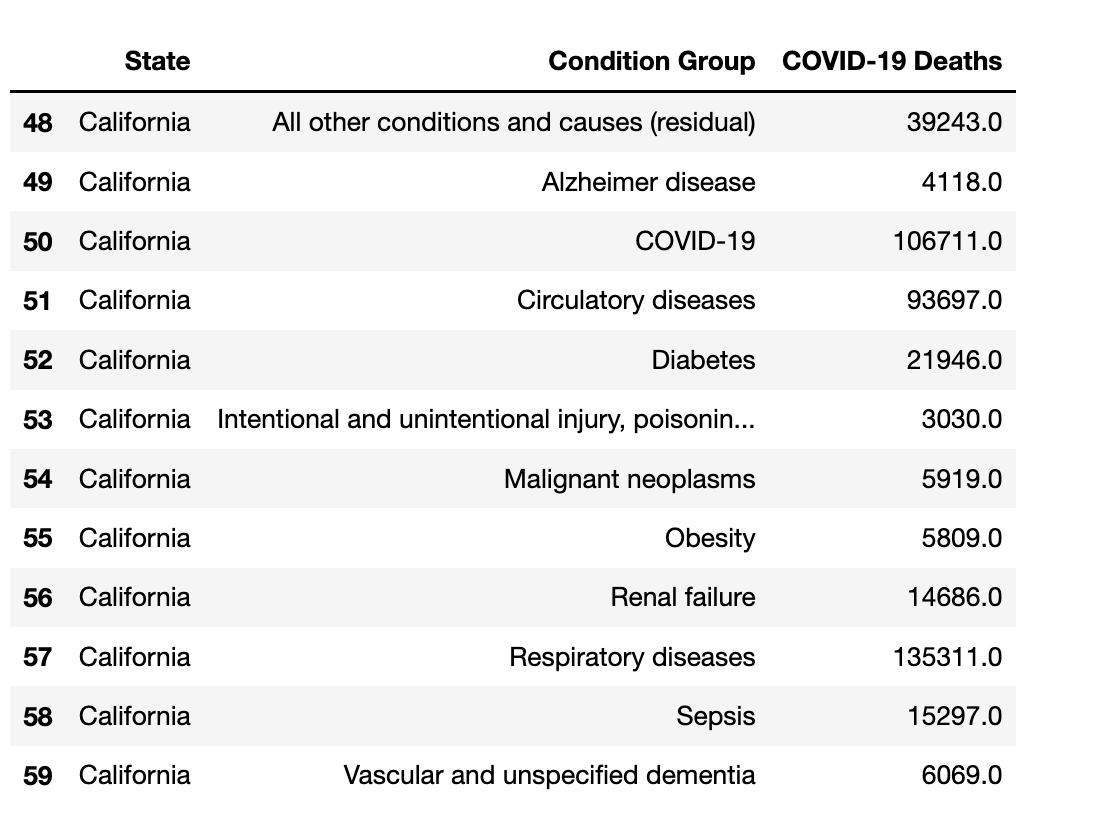 State Condition Group COVID-19 Deaths
48 California All other conditions and causes (residual) 39243.0
49 California Alzheimer disease 4118.0
50 California COVID-19 106711.0
51 California Circulatory diseases 93697.0
52 California Diabetes 21946.0
53 California Intentional and unintentional injury, poisonin... 3030.0
54 California Malignant neoplasms 5919.0
55 California Obesity 5809.0
56 California Renal failure 14686.0
57 California Respiratory diseases 135311.0
58 California Sepsis 15297.0
59 California Vascular and unspecified dementia 6069.0